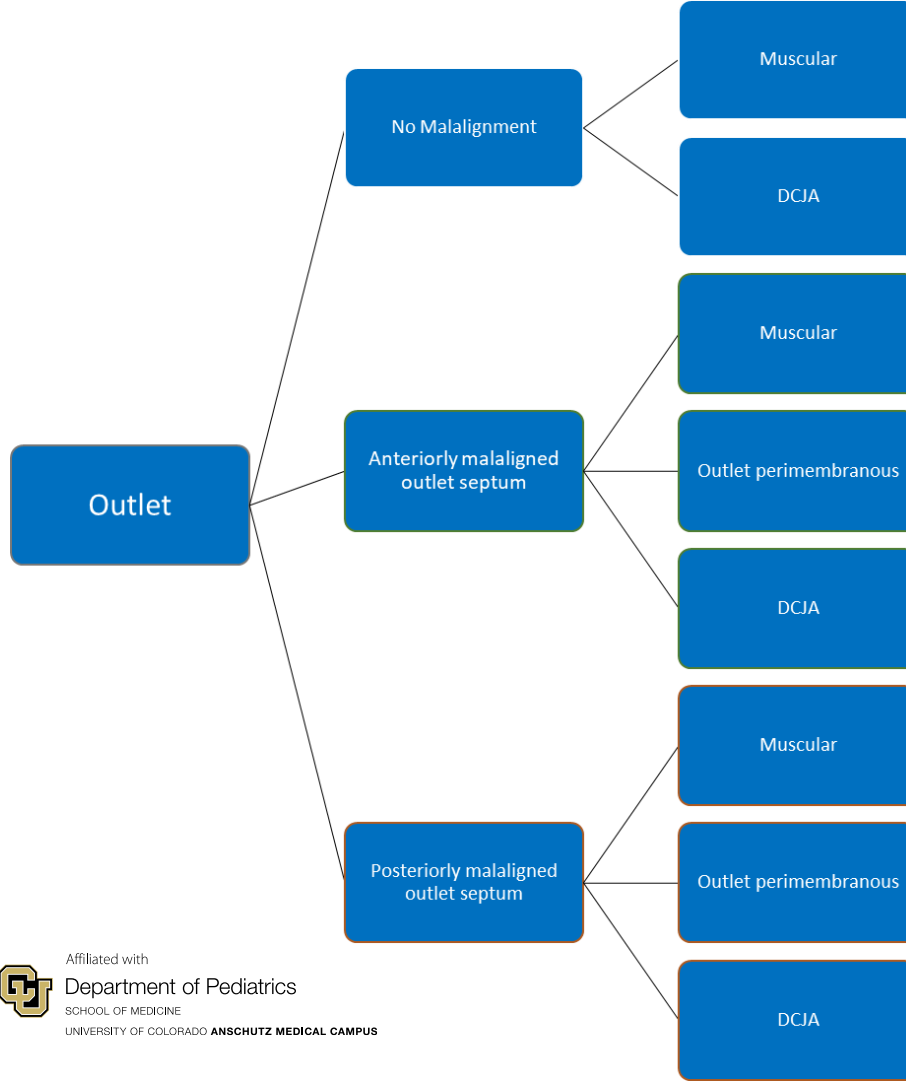 Outlet
No Malalignment
Muscular
DCJA
Anteriorly malaligned
outlet septum
Muscular
Outlet perimembranous
DCJA
Posteriorly malaligned
outlet septum
Muscular
Outlet perimembranous
DCJA
Affiliated with
Department of Pediatrics
SCHOOL OF MEDICINE
UNIVERSITY OF COLORADO ANSCHUTZ MEDICAL CAMPUS